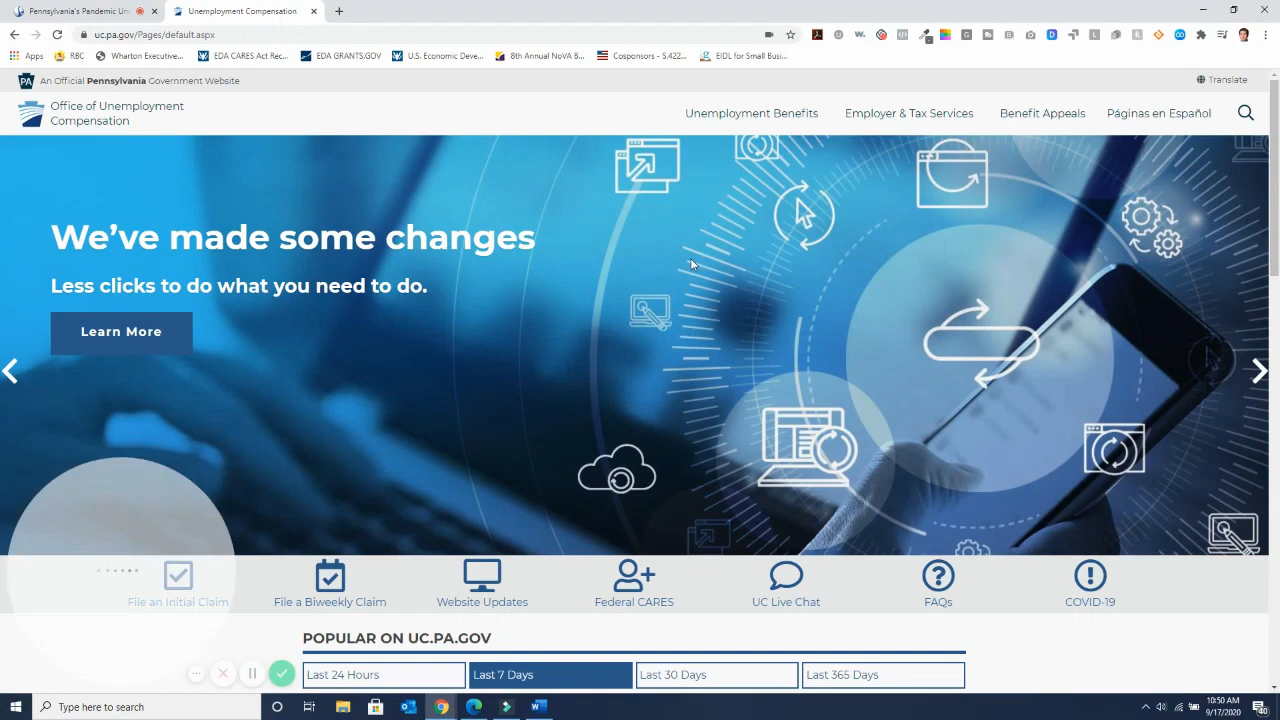 Pennsylvania's Pandemic Un
Unemployment Compensation
uc.pa.gov/Pages/default.aspx
Apps
RBC
Wharton Executive...
EDA CARES Act Rec...
EDA GRANTS.GOV
U.S. Economic Deve...
8th Annual NoVA B...
Cosponsors - S.422...
EIDL for Small Busi...
PA
An Official Pennsylvania Government Website
Translate
Office of Unemployment
Compensation
Unemployment Benefits
Employer & Tax Services
Benefit Appeals
Páginas en Español
We've made some changes
Less clicks to do what you need to do.
Learn More
File an Initial Claim
File a Biweekly Claim
Website Updates
Federal CARES
UC Live Chat
FAQs
COVID-19
POPULAR ON UC.PA.GOV
Last 24 Hours
Last 7 Days
Last 30 Days
Last 365 Days
Type here to search
10:50 AM
9/17/2020